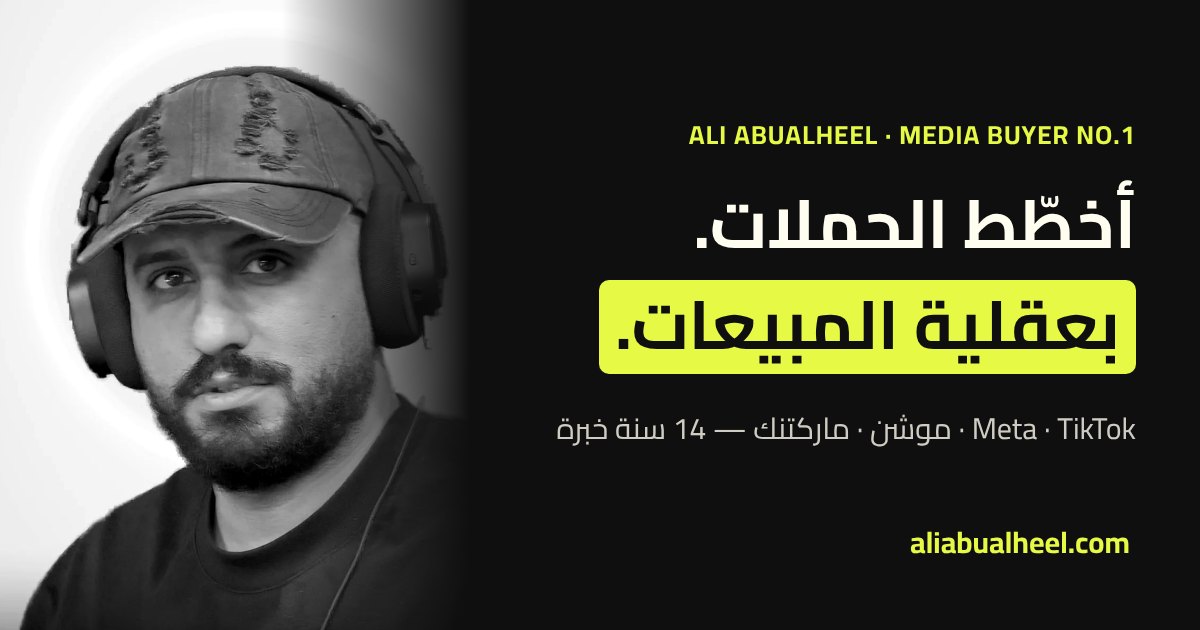 ALI ABUALHEEL · MEDIA BUYER NO.1
أخطّط الحملات.
بعقلية المبيعات.
Meta · TikTok · موشن · ماركتنك — 14 سنة خبرة
aliabualheel.com